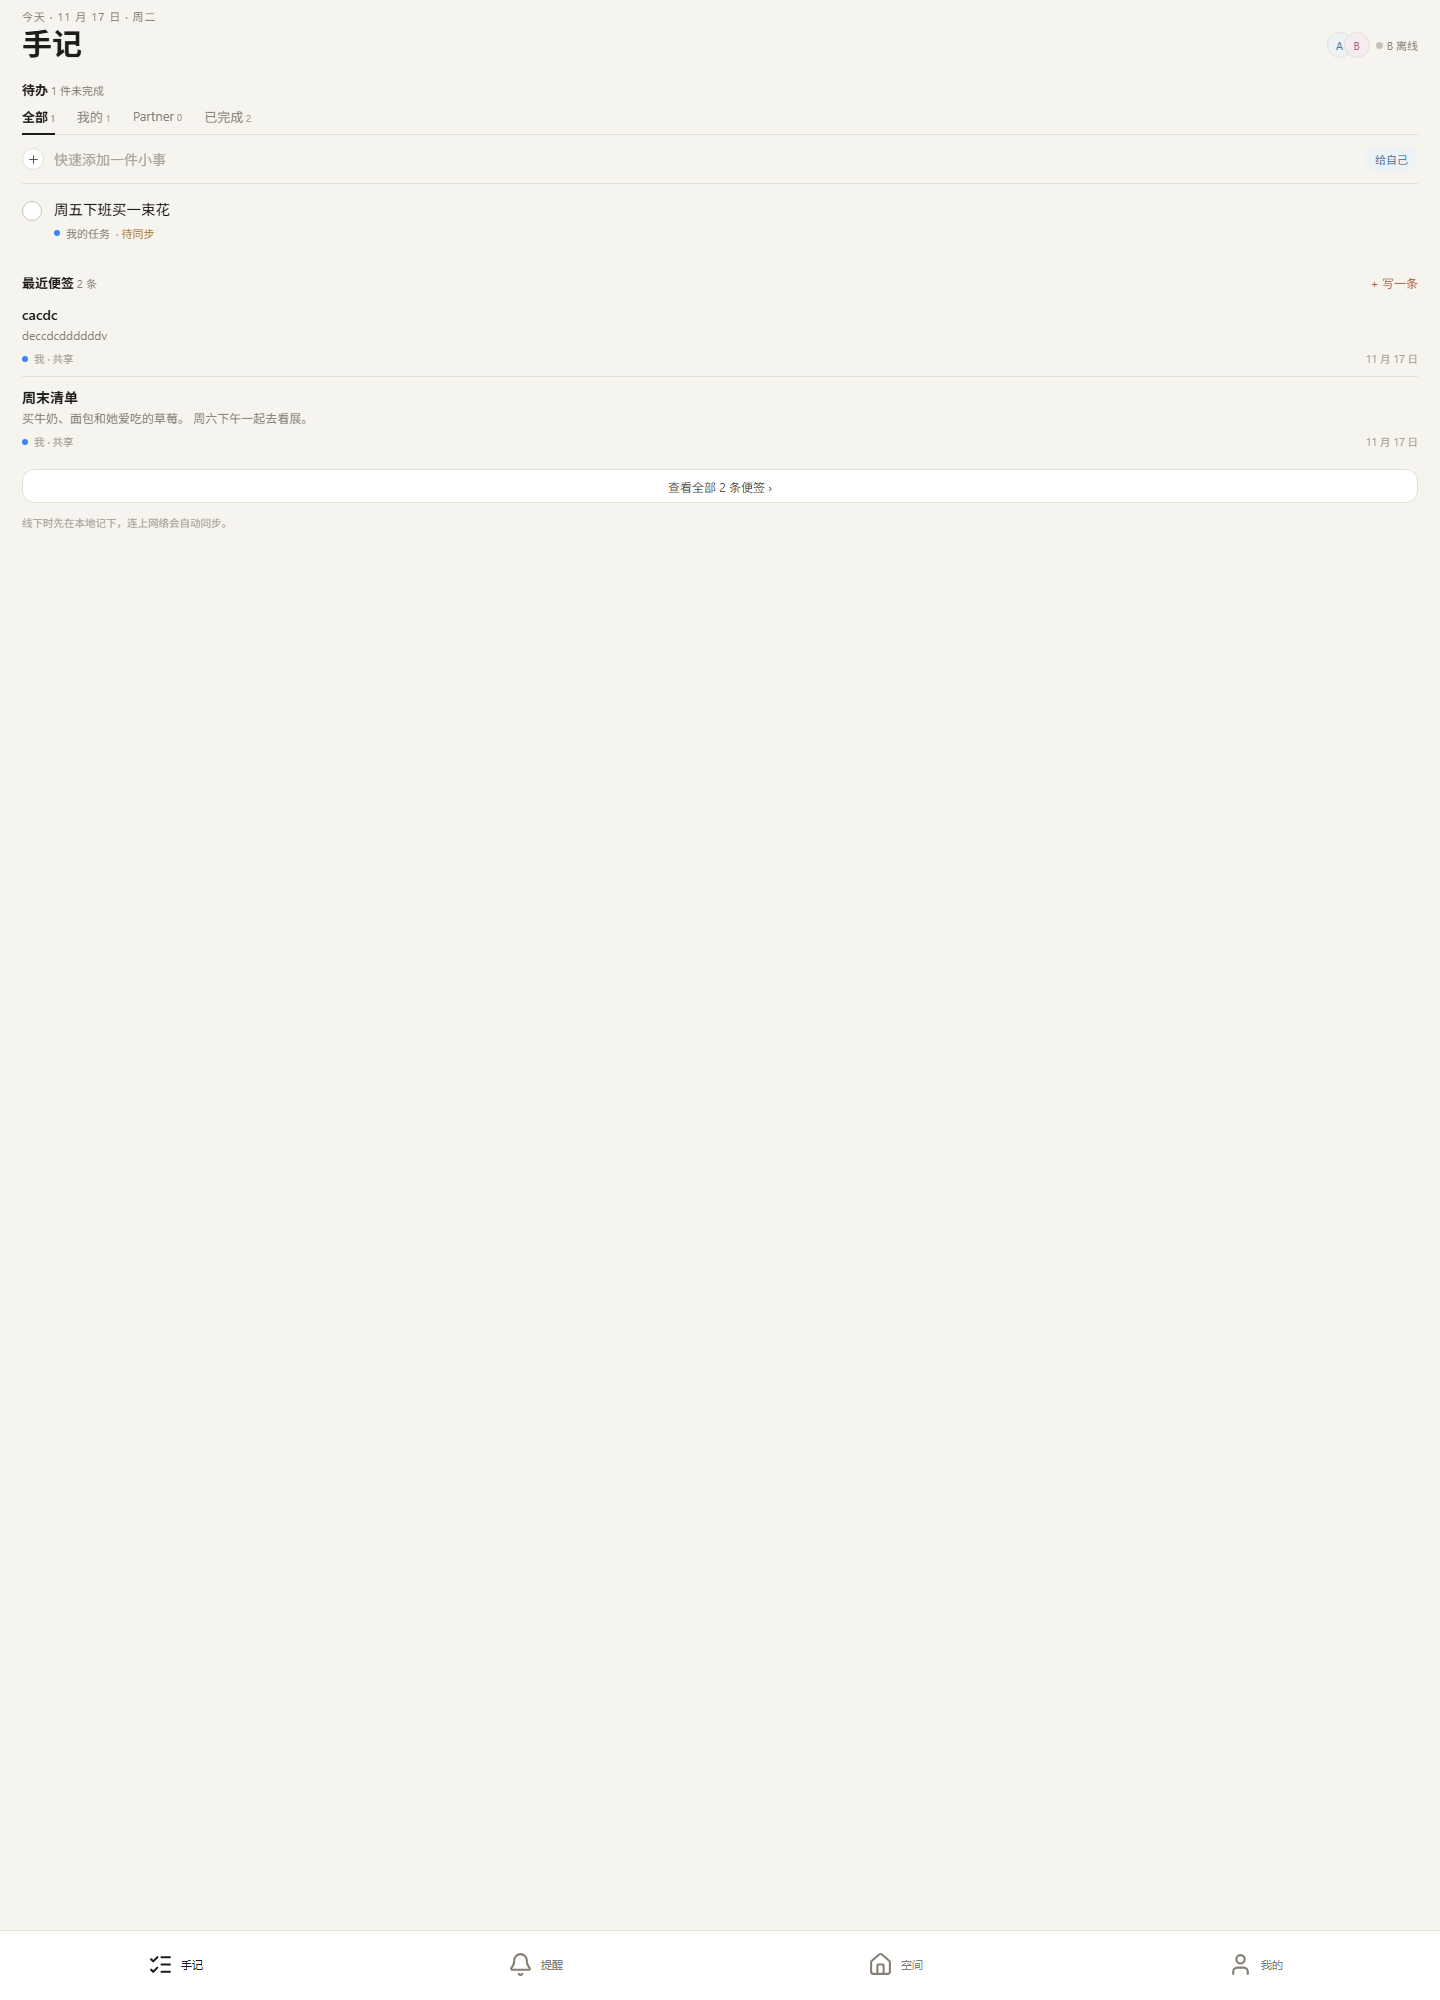 今天 · 11 月 17 日 · 周二
手记
A B B 离线
待办 1 件未完成
全部 1 我的 1 Partner 0 已完成 2
+ 快速添加一件小事 给自己
周五下班买一束花
我的任务 · 待同步
最近便签 2 条 + 写一条
cacdc
deccdcddddddv
我 · 共享 11 月 17 日
周末清单
买牛奶、面包和她爱吃的草莓。 周六下午一起去看展。
我 · 共享 11 月 17 日
查看全部 2 条便签 ›
线下时先在本地记下，连上网络会自动同步。
手记 提醒 空间 我的